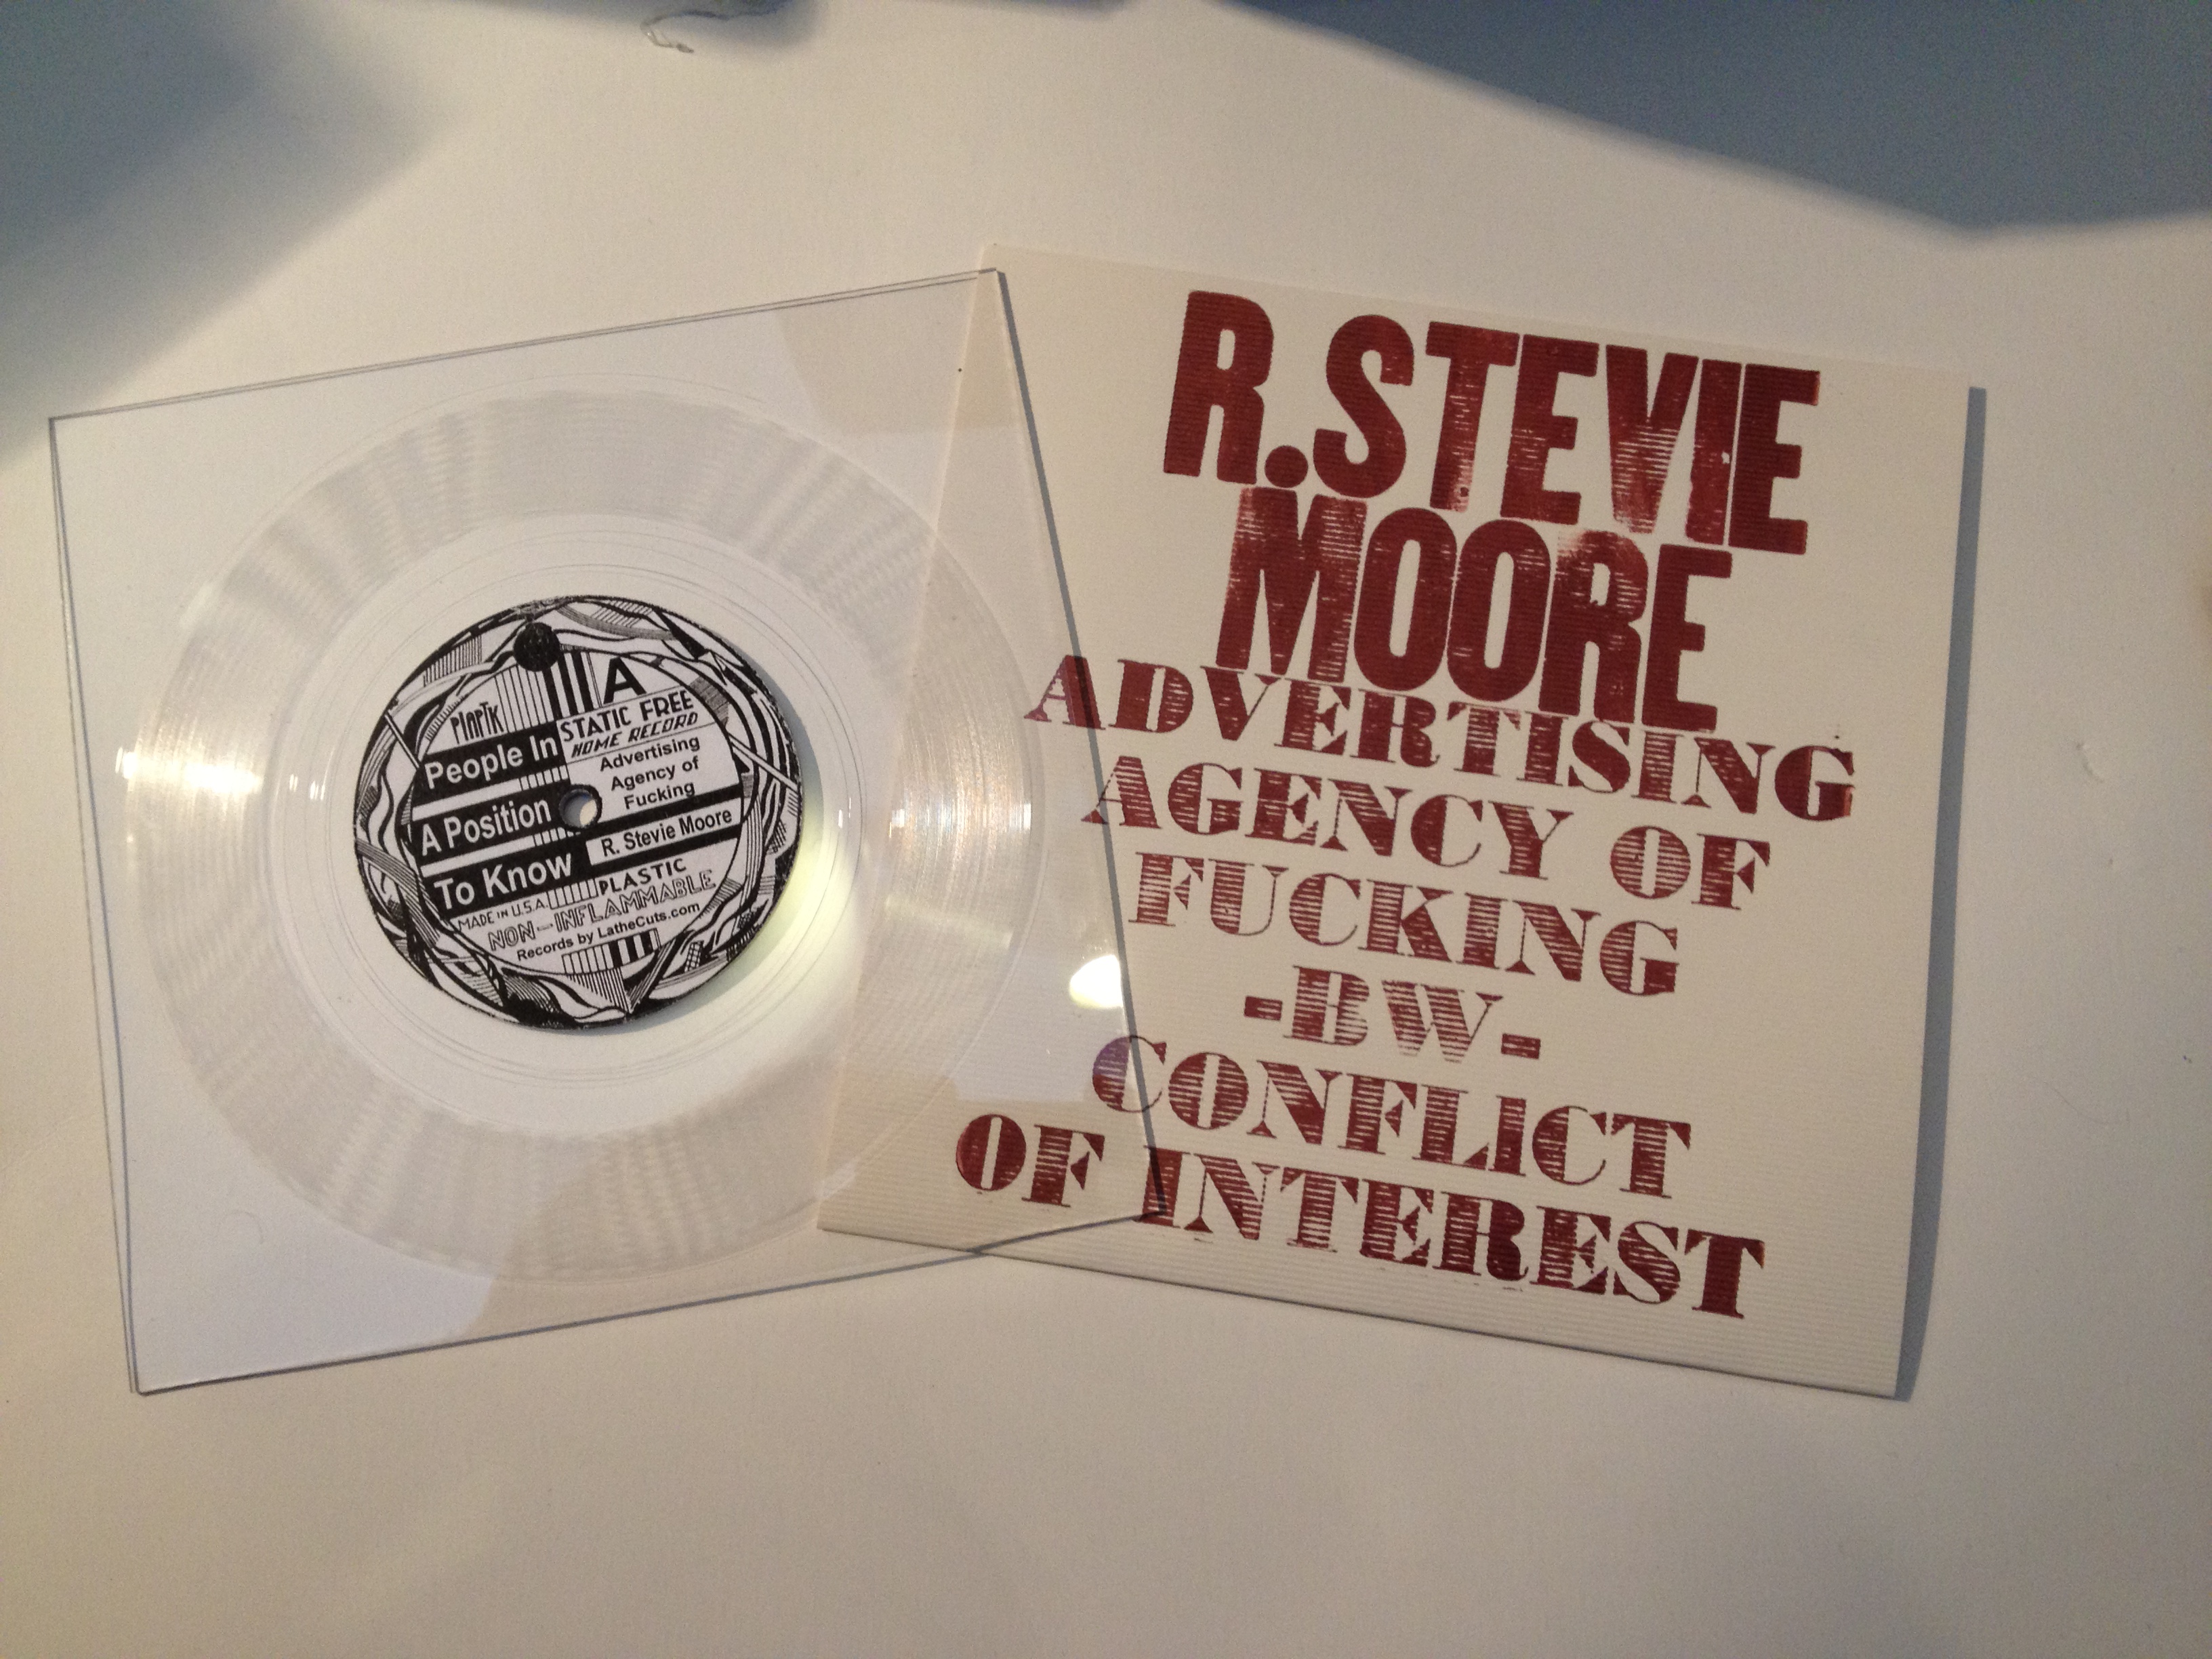 A
PIAPTK
STATIC FREE
HOME RECORD
People In
A Position
To Know
Advertising
Agency of
Fucking
R. Stevie Moore
PLASTIC
MADE IN U.S.A.
NON-INFLAMMABLE
Records by LatheCuts.com
R.STEVIE
MOORE
ADVERTISING
AGENCY OF
FUCKING
-BW-
CONFLICT
OF INTEREST